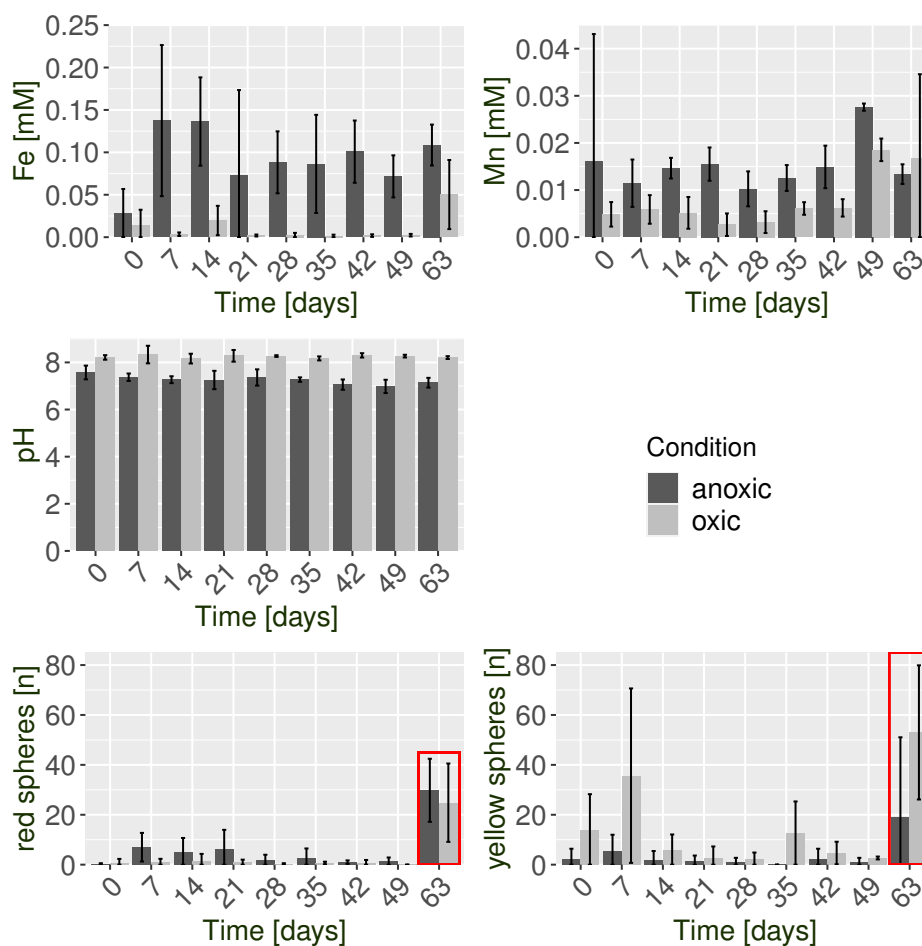 Fe [mM]
0.25
0.20
0.15
0.10
0.05
0.00
0 7 14 21 28 35 42 49 63
Time [days]
Mn [mM]
0.04
0.03
0.02
0.01
0.00
0 7 14 21 28 35 42 49 63
Time [days]
pH
8
6
4
2
0
0 7 14 21 28 35 42 49 63
Time [days]
Condition
anoxic
oxic
red spheres [n]
80
60
40
20
0
0 7 14 21 28 35 42 49 63
Time [days]
yellow spheres [n]
80
60
40
20
0
0 7 14 21 28 35 42 49 63
Time [days]